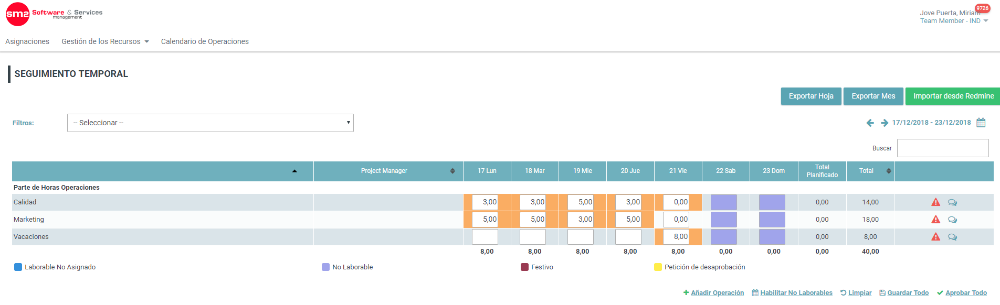 sm2 Software & Services
management
9726
Jove Puerta, Miriam
Team Member - IND
Asignaciones Gestión de los Recursos Calendario de Operaciones
SEGUIMIENTO TEMPORAL
Exportar Hoja Exportar Mes Importar desde Redmine
Filtros: -- Seleccionar -- 17/12/2018 - 23/12/2018
Buscar
Project Manager 17 Lun 18 Mar 19 Mie 20 Jue 21 Vie 22 Sab 23 Dom Total Planificado Total
Parte de Horas Operaciones
Calidad 3,00 3,00 5,00 3,00 0,00 0,00 14,00
Marketing 5,00 5,00 3,00 5,00 0,00 0,00 18,00
Vacaciones 8,00 0,00 8,00
8,00 8,00 8,00 8,00 8,00 0,00 0,00 0,00 40,00
Laborable No Asignado No Laborable Festivo Petición de desaprobación
Añadir Operación Habilitar No Laborables Limpiar Guardar Todo Aprobar Todo